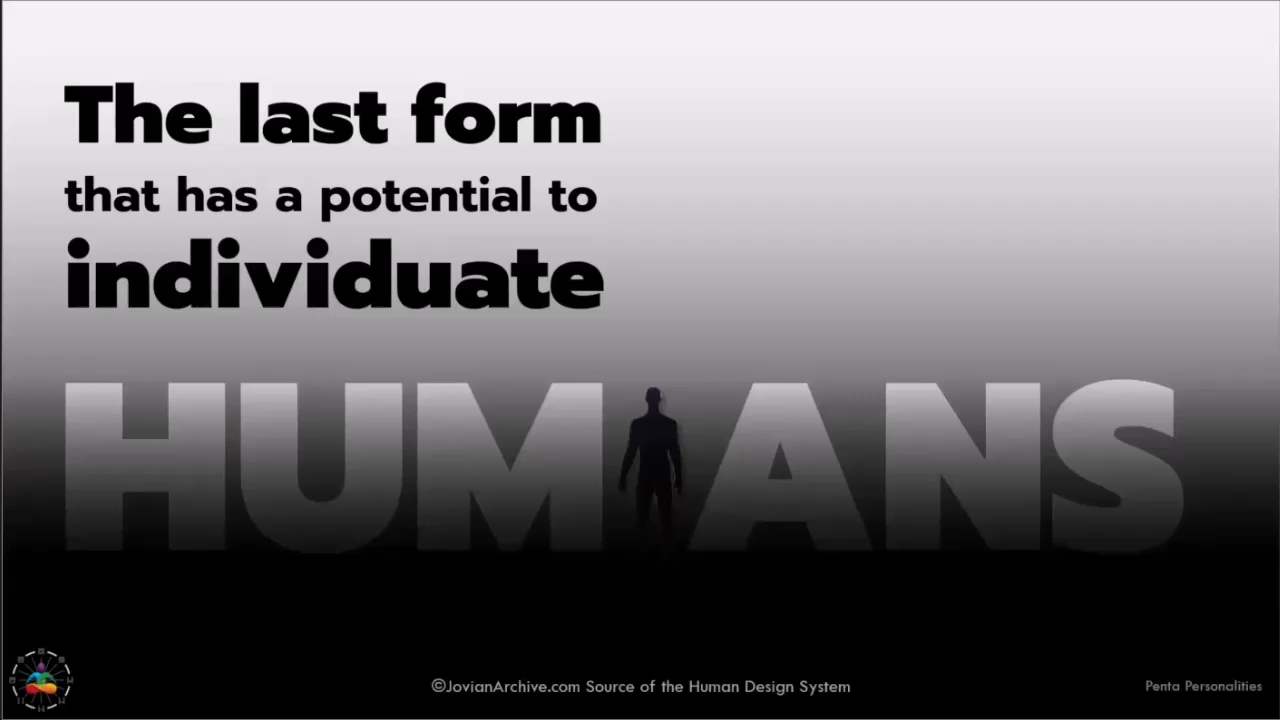 The last form
that has a potential to
individuate
HUMANS
©JovianArchive.com Source of the Human Design System
Penta Personalities